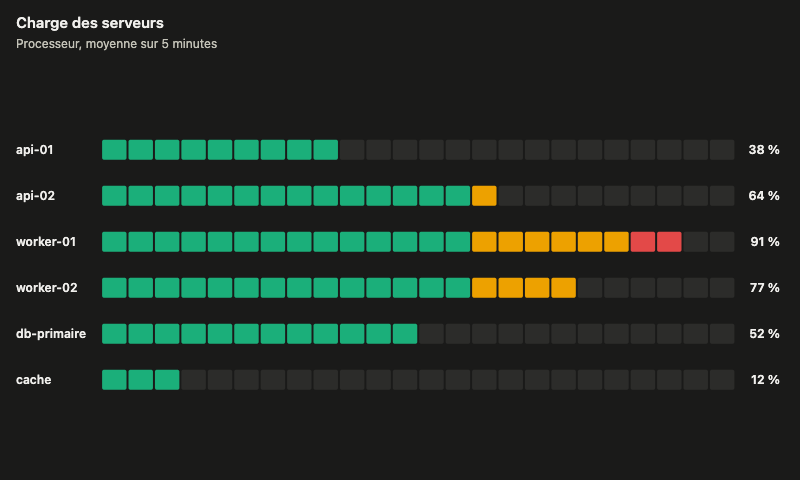 Charge des serveurs
Processeur, moyenne sur 5 minutes
api-01 38 %
api-02 64 %
worker-01 91 %
worker-02 77 %
db-primaire 52 %
cache 12 %